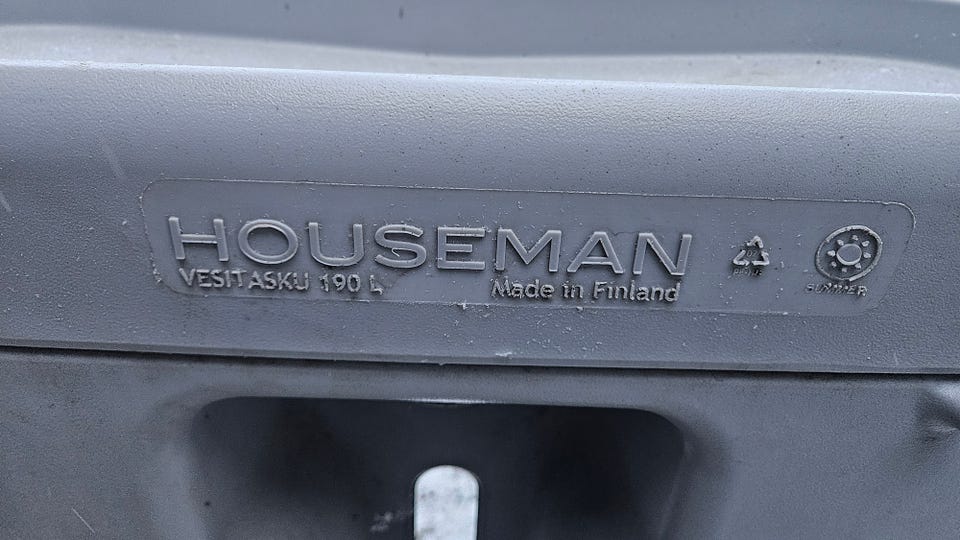 HOUSEMAN
VESITASKU 190 L
Made in Finland
SUMMER